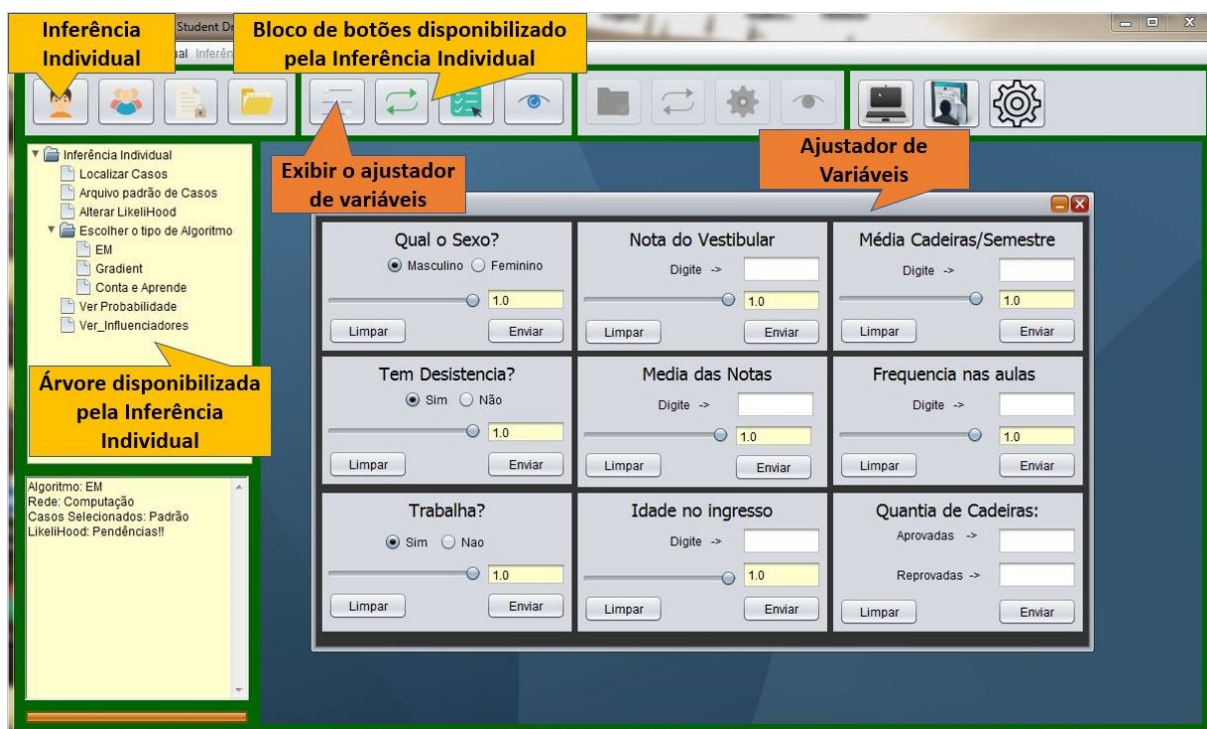 Inferência
Individual
Student Dr
Bloco de botões disponibilizado
pela Inferência Individual
ual Inferên
Exibir o ajustador
de variáveis
Ajustador de
Variáveis
Inferência Individual
Localizar Casos
Arquivo padrão de Casos
Alterar LikeliHood
Escolher o tipo de Algoritmo
EM
Gradient
Conta e Aprende
Ver Probabilidade
Ver_Influenciadores
Árvore disponibilizada
pela Inferência
Individual
Algoritmo: EM
Rede: Computação
Casos Selecionados: Padrão
LikeliHood: Pendências!!
Qual o Sexo?
Masculino Feminino
1.0
Limpar Enviar
Nota do Vestibular
Digite ->
1.0
Limpar Enviar
Média Cadeiras/Semestre
Digite ->
1.0
Limpar Enviar
Tem Desistencia?
Sim Não
1.0
Limpar Enviar
Media das Notas
Digite ->
1.0
Limpar Enviar
Frequencia nas aulas
Digite ->
1.0
Limpar Enviar
Trabalha?
Sim Nao
1.0
Limpar Enviar
Idade no ingresso
Digite ->
1.0
Limpar Enviar
Quantia de Cadeiras:
Aprovadas ->
Reprovadas ->
Limpar Enviar